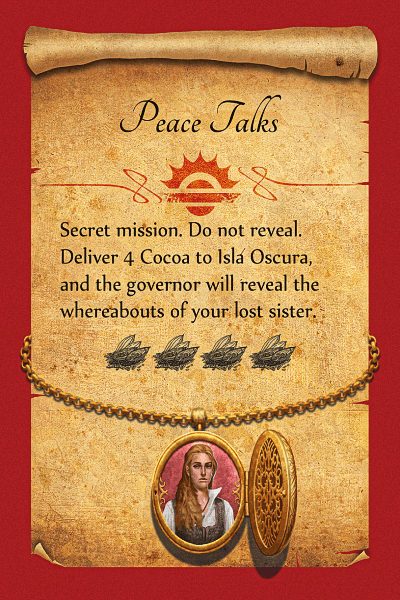 Peace Talks
Secret mission. Do not reveal.
Deliver 4 Cocoa to Isla Oscura,
and the governor will reveal the
whereabouts of your lost sister.